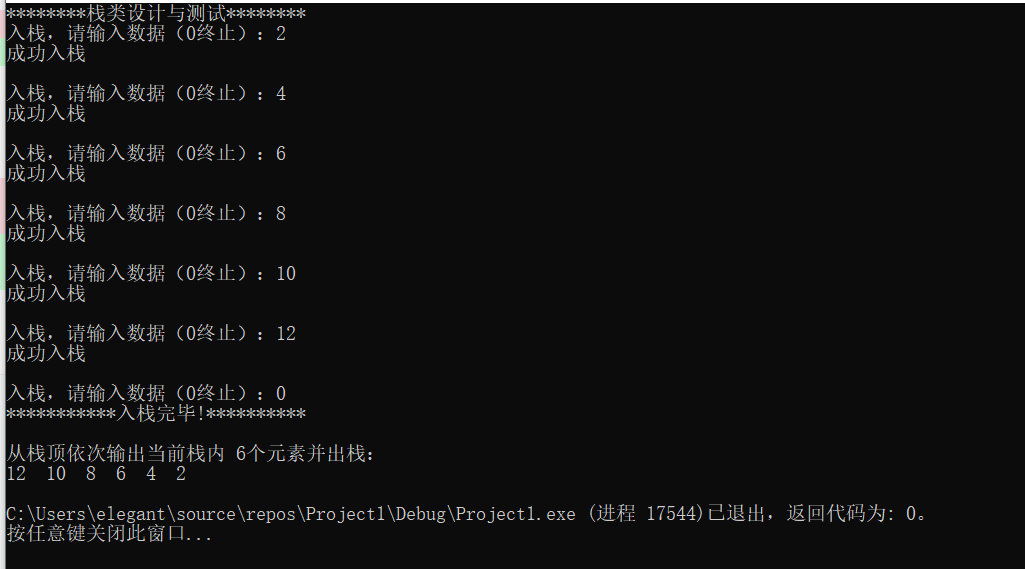 ********栈类设计与测试********
入栈，请输入数据（0终止）：2
成功入栈
入栈，请输入数据（0终止）：4
成功入栈
入栈，请输入数据（0终止）：6
成功入栈
入栈，请输入数据（0终止）：8
成功入栈
入栈，请输入数据（0终止）：10
成功入栈
入栈，请输入数据（0终止）：12
成功入栈
入栈，请输入数据（0终止）：0
***********入栈完毕!**********
从栈顶依次输出当前栈内 6个元素并出栈:
12  10  8  6  4  2
C:\Users\elegant\source\repos\Project1\Debug\Project1.exe (进程 17544)已退出，返回代码为: 0。
按任意键关闭此窗口...